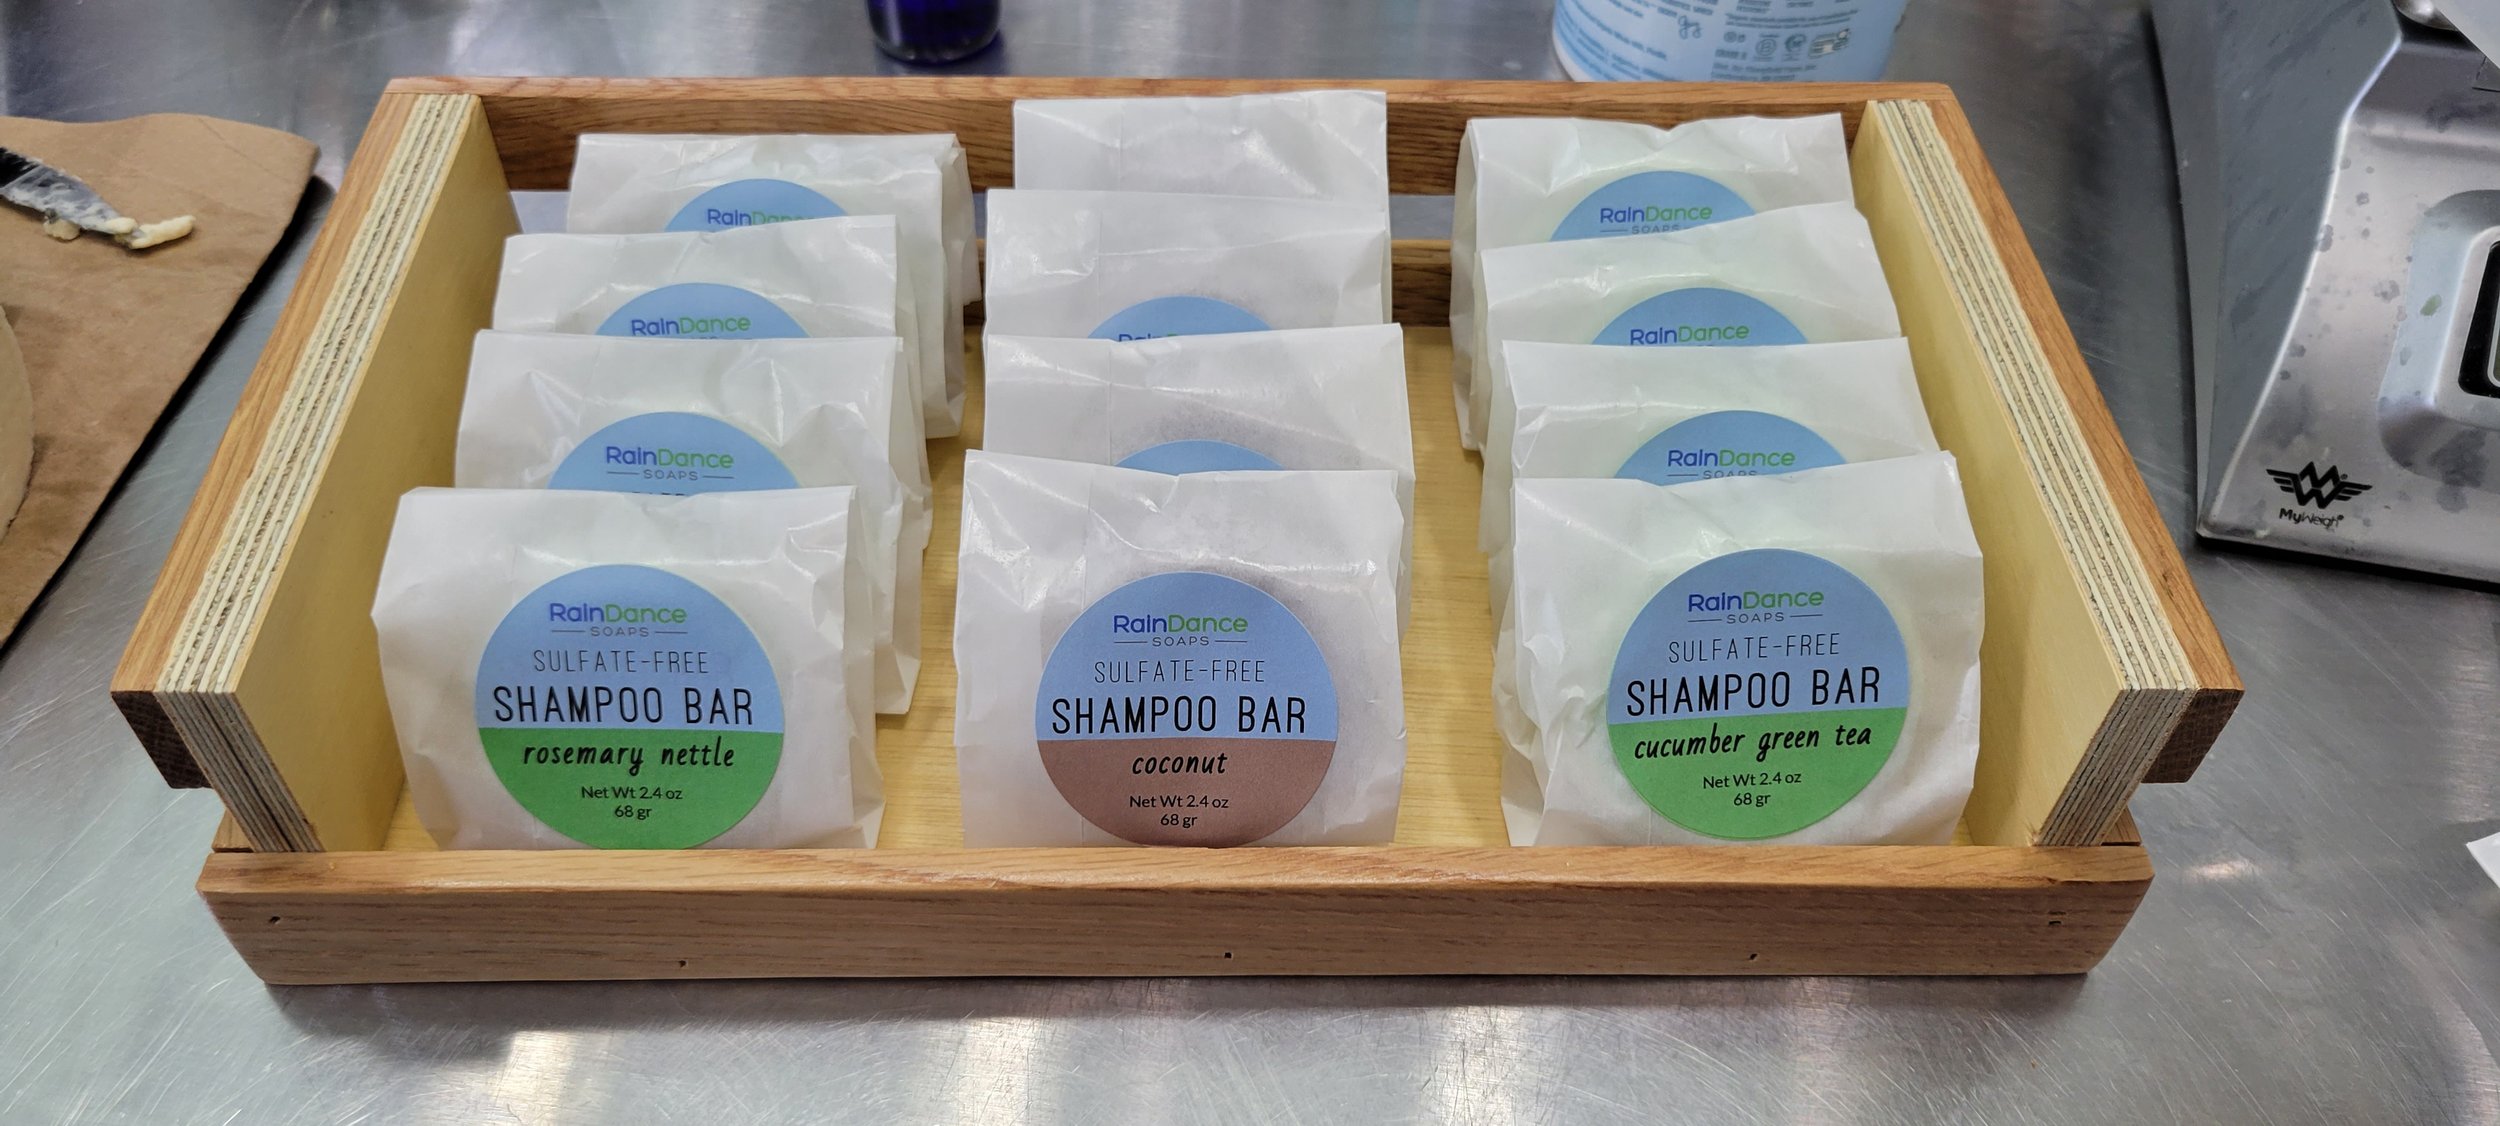 RainDance
RainDance
SOAPS
RainDance
RainDance
RainDance
SOAPS
RainDance
SOAPS
RainDance
SOAPS
SULFATE-FREE
SHAMPOO BAR
rosemary nettle
Net Wt 2.4 oz
68 gr
RainDance
SOAPS
SULFATE-FREE
SHAMPOO BAR
coconut
Net Wt 2.4 oz
68 gr
RainDance
SOAPS
SULFATE-FREE
SHAMPOO BAR
cucumber green tea
Net Wt 2.4 oz
68 gr
MyWeigh®